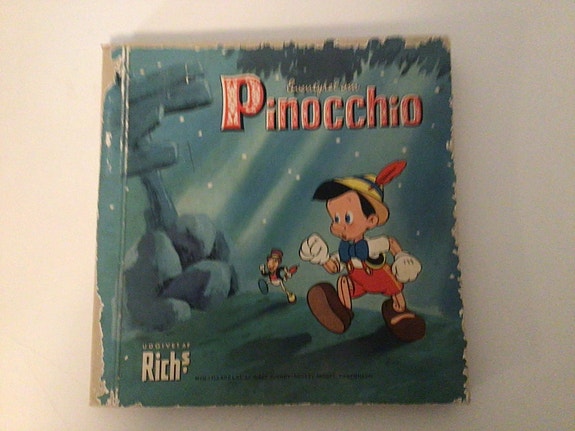 Eventyret om
Pinocchio
UDGIVET AF
Richs.